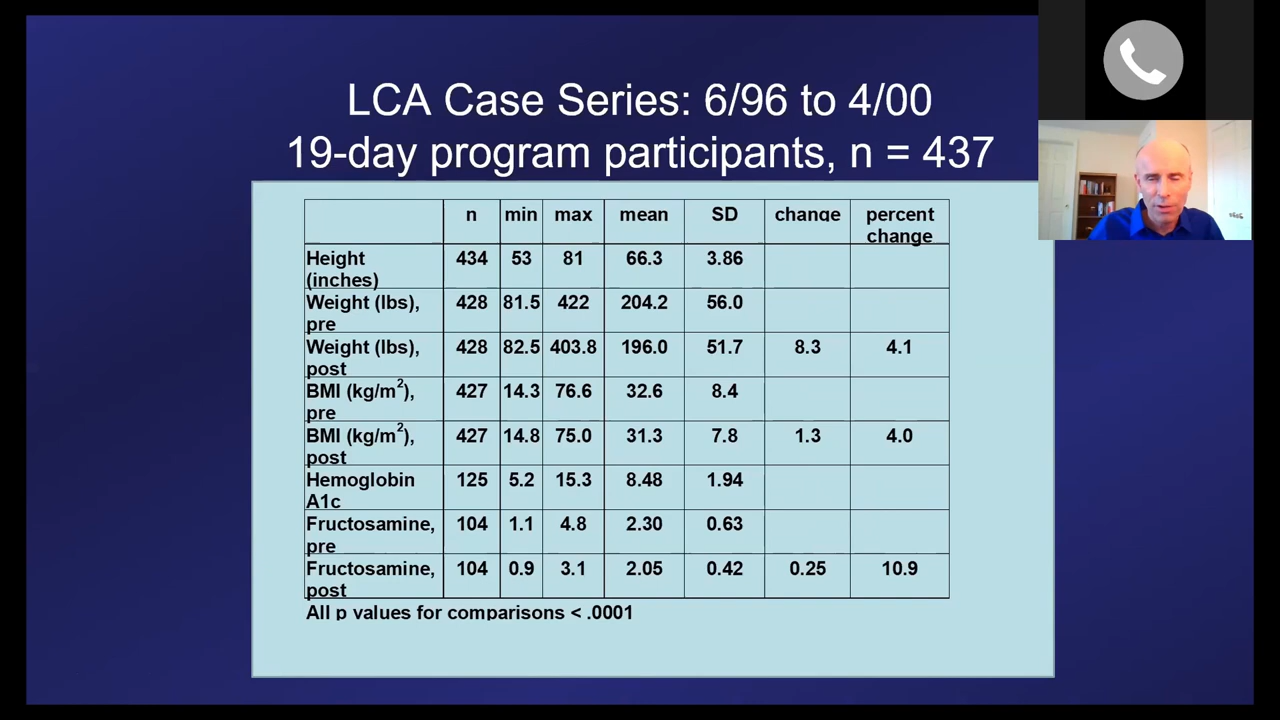 LCA Case Series: 6/96 to 4/00
19-day program participants, n = 437
n min max mean SD change percent change
Height (inches) 434 53 81 66.3 3.86
Weight (lbs), pre 428 81.5 422 204.2 56.0
Weight (lbs), post 428 82.5 403.8 196.0 51.7 8.3 4.1
BMI (kg/m²), pre 427 14.3 76.6 32.6 8.4
BMI (kg/m²), post 427 14.8 75.0 31.3 7.8 1.3 4.0
Hemoglobin A1c 125 5.2 15.3 8.48 1.94
Fructosamine, pre 104 1.1 4.8 2.30 0.63
Fructosamine, post 104 0.9 3.1 2.05 0.42 0.25 10.9
All p values for comparisons < .0001